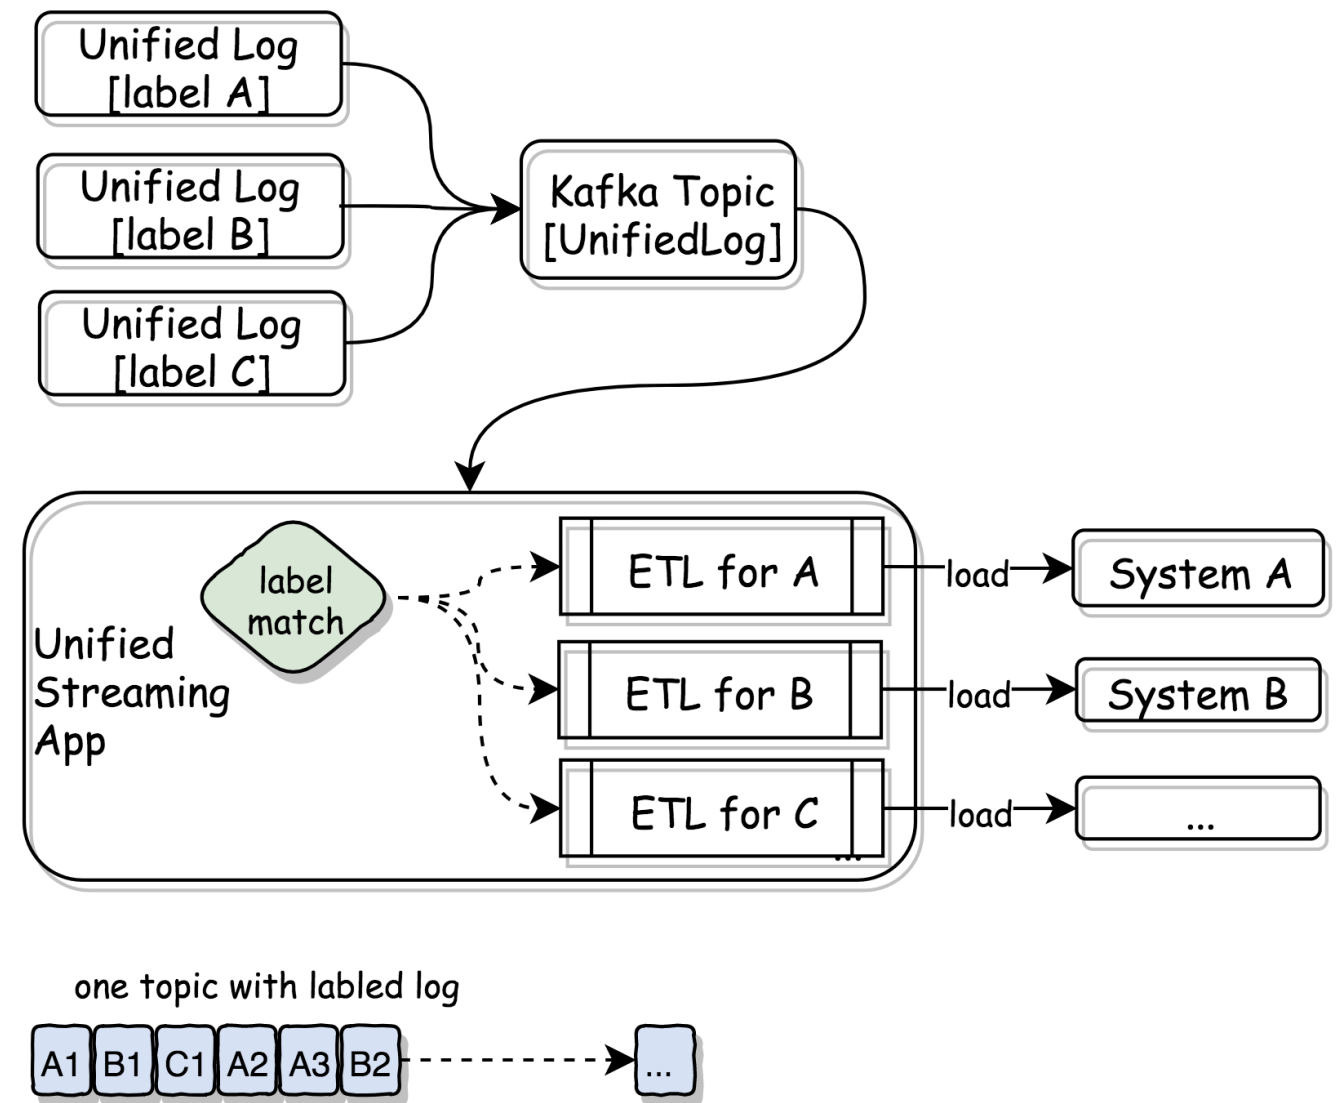 Unified Log
[label A]
Unified Log
[label B]
Unified Log
[label C]
Kafka Topic
[UnifiedLog]
Unified
Streaming
App
label
match
ETL for A
load
System A
ETL for B
load
System B
ETL for C
...
load
...
one topic with labled log
A1 B1 C1 A2 A3 B2 ...